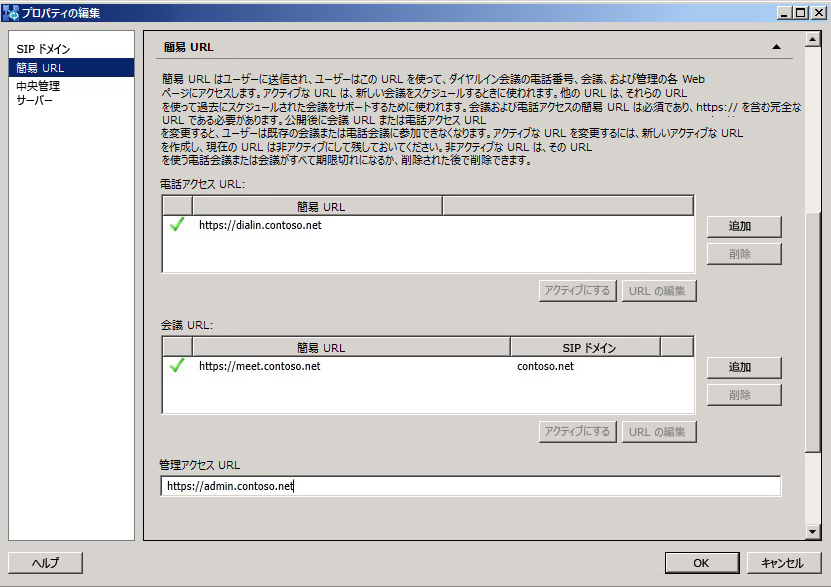 プロパティの編集
SIP ドメイン
簡易 URL
中央管理
サーバー
簡易 URL
簡易 URL はユーザーに送信され、ユーザーはこの URL を使って、ダイヤルイン会議の電話番号、会議、および管理の各 Web
ページにアクセスします。アクティブな URL は、新しい会議をスケジュールするときに使われます。他の URL は、それらの URL
を使って過去にスケジュールされた会議をサポートするために使われます。会議および電話アクセスの簡易 URL は必須であり、https:// を含む完全な
URL である必要があります。公開後に会議 URL または電話アクセス URL
を変更すると、ユーザーは既存の会議または電話会議に参加できなくなります。アクティブな URL を変更するには、新しいアクティブな URL
を作成し、現在の URL は非アクティブにして残しておいてください。非アクティブな URL は、その URL
を使う電話会議または会議がすべて期限切れになるか、削除された後で削除できます。
電話アクセス URL:
簡易 URL
https://dialin.contoso.net
追加
削除
アクティブにする
URL の編集
会議 URL:
簡易 URL
SIP ドメイン
https://meet.contoso.net
contoso.net
追加
削除
アクティブにする
URL の編集
管理アクセス URL
https://admin.contoso.net
ヘルプ
OK
キャンセル